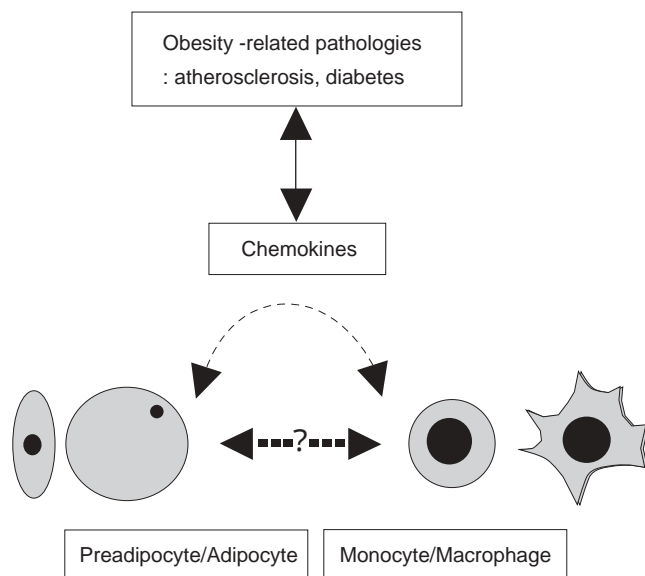 Obesity -related pathologies
: atherosclerosis, diabetes
Chemokines
?
Preadipocyte/Adipocyte
Monocyte/Macrophage